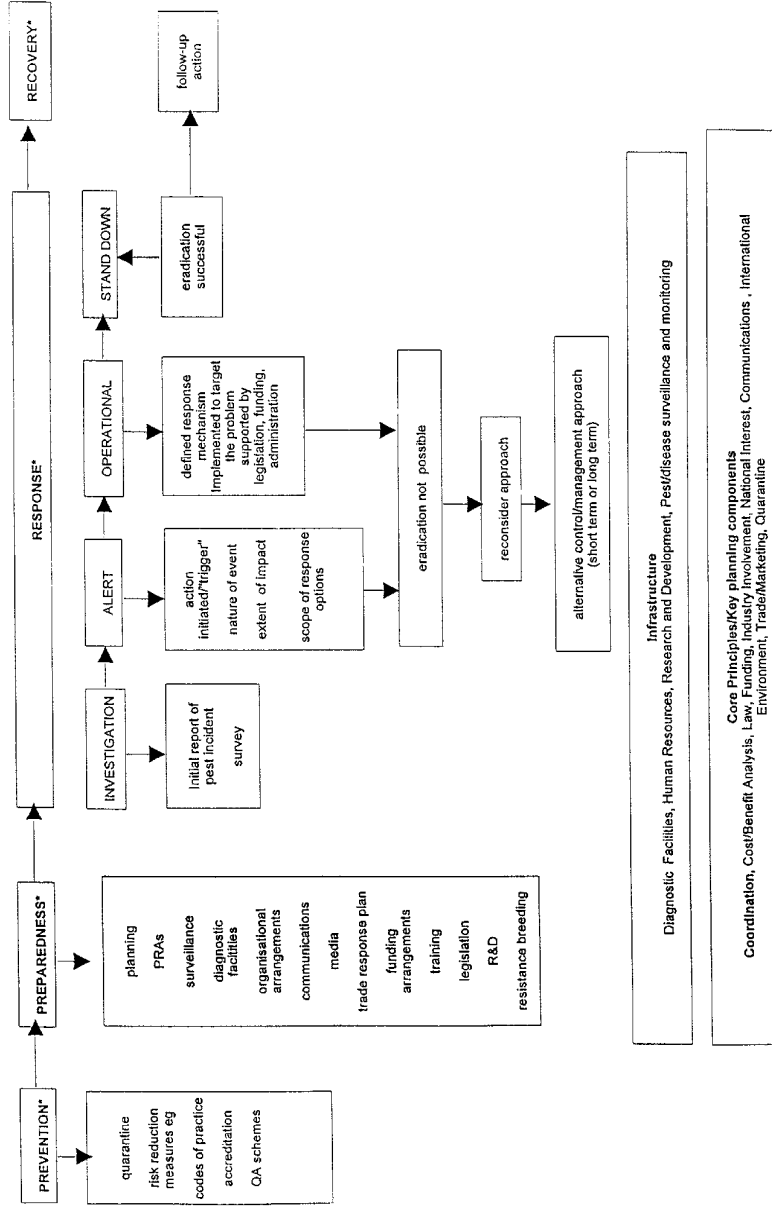 PREVENTION*
PREPAREDNESS*
RESPONSE*
RECOVERY*
INVESTIGATION
ALERT
OPERATIONAL
STAND DOWN
quarantine
risk reduction
measures eg
codes of practice
accreditation
QA schemes
planning
PRAs
surveillance
diagnostic
facitities
organisational
arrangements
communications
media
trade response plan
funding
arrangements
training
legislation
R&D
resistance breeding
Initial report of
pest incident
survey
action
initiated/"trigger"
nature of event
extent of impact
scope of response
options
defined response
mechanism
Implemented to target
the problem
supported by
legislation, funding,
administration
eradication
successful
follow-up
action
eradication not possible
reconsider approach
alternative control/management approach
(short term or long term)
Infrastructure
Diagnostic Facilities, Human Resources, Research and Development, Pest/disease surveillance and monitoring
Core Principles/Key planning components
Coordination, Cost/Benefit Analysis, Law, Funding, Industry Involvement, National Interest, Communications , International
Environment, Trade/Marketing, Quarantine